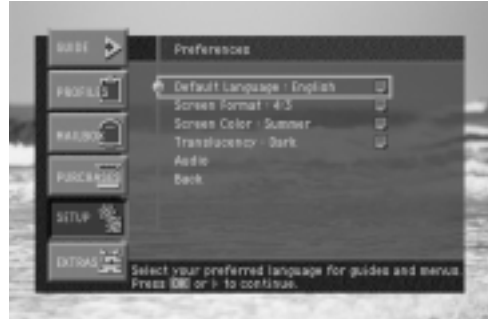 GUIDE
PROFILES
MAILBOX
PURCHASES
SETUP
EXTRAS
Preferences
Default Language : English
Screen Format : 4:3
Screen Color : Summer
Translucency : Dark
Audio
Back
Select your preferred language for guides and menus.
Press OK or to continue.